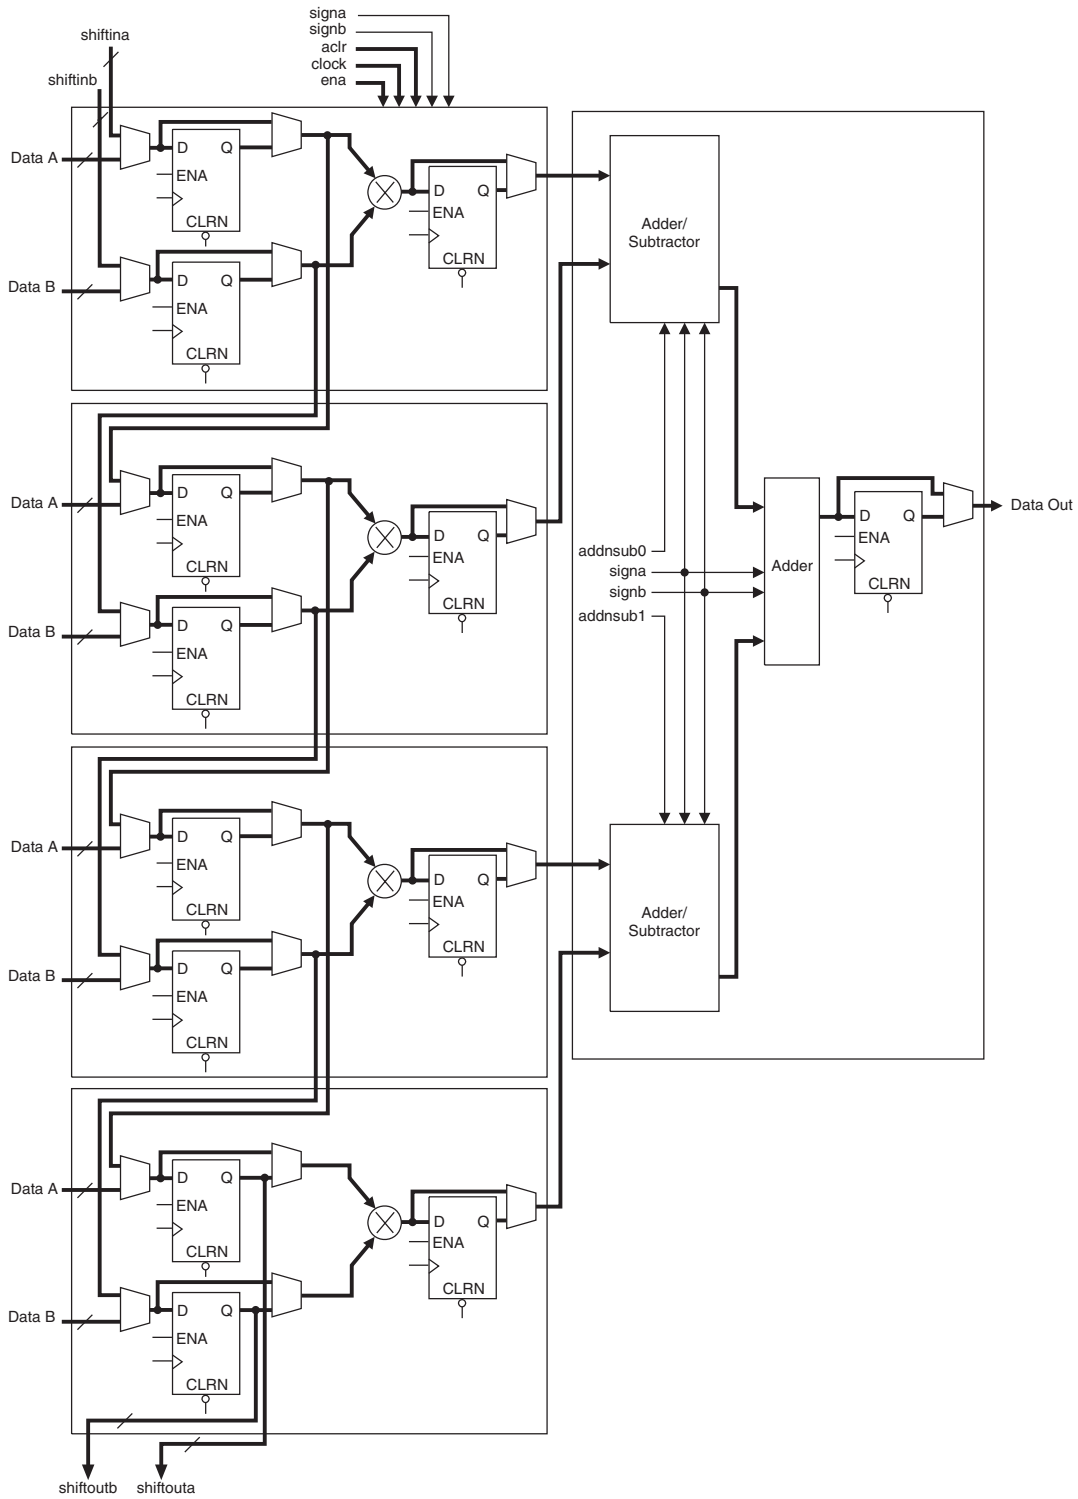 signa
signb
aclr
clock
ena
shiftina
shiftinb
Data A
D Q
ENA
CLRN
D Q
ENA
CLRN
Data B
D Q
ENA
CLRN
Adder/
Subtractor
Data A
D Q
ENA
CLRN
D Q
ENA
CLRN
Data B
D Q
ENA
CLRN
addnsub0
signa
signb
addnsub1
Adder
D Q
ENA
CLRN
Data Out
Data A
D Q
ENA
CLRN
D Q
ENA
CLRN
Data B
D Q
ENA
CLRN
Adder/
Subtractor
Data A
D Q
ENA
CLRN
D Q
ENA
CLRN
Data B
D Q
ENA
CLRN
shiftoutb
shiftouta